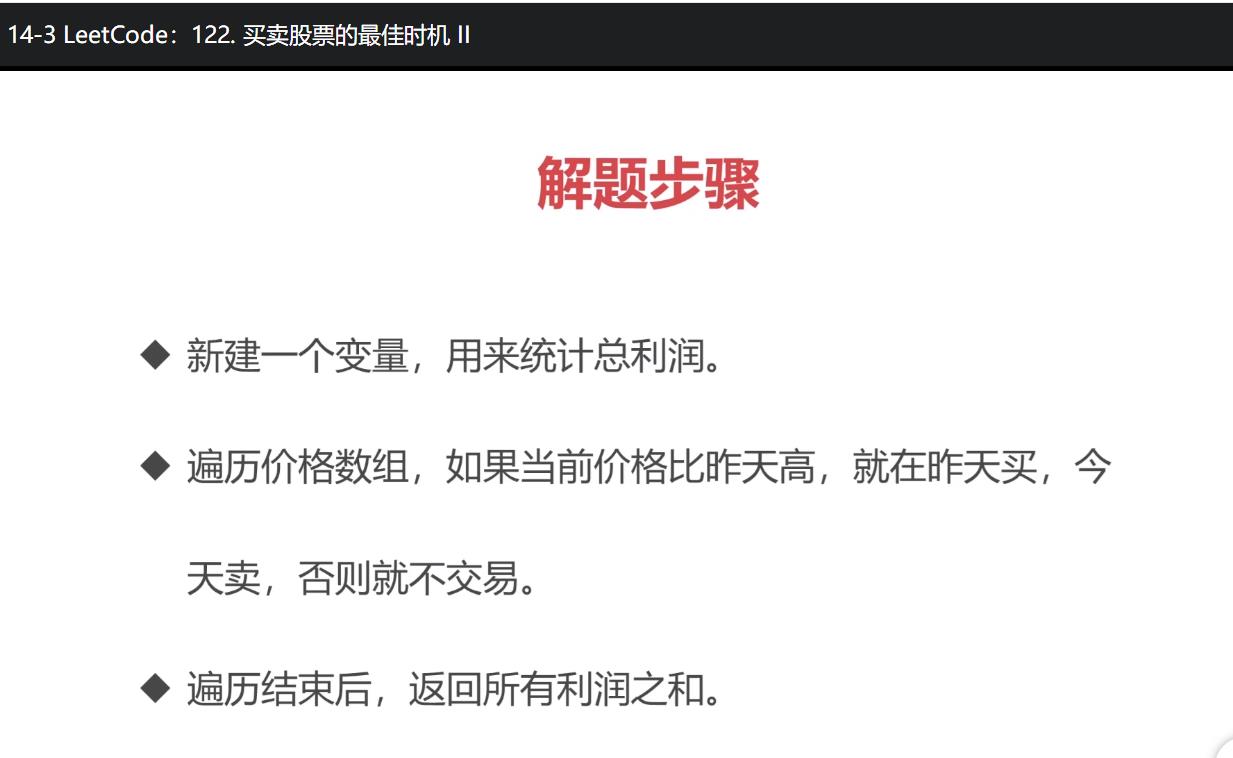 14-3 LeetCode：122. 买卖股票的最佳时机 II
解题步骤
◆ 新建一个变量，用来统计总利润。
◆ 遍历价格数组，如果当前价格比昨天高，就在昨天买，今
天卖，否则就不交易。
◆ 遍历结束后，返回所有利润之和。